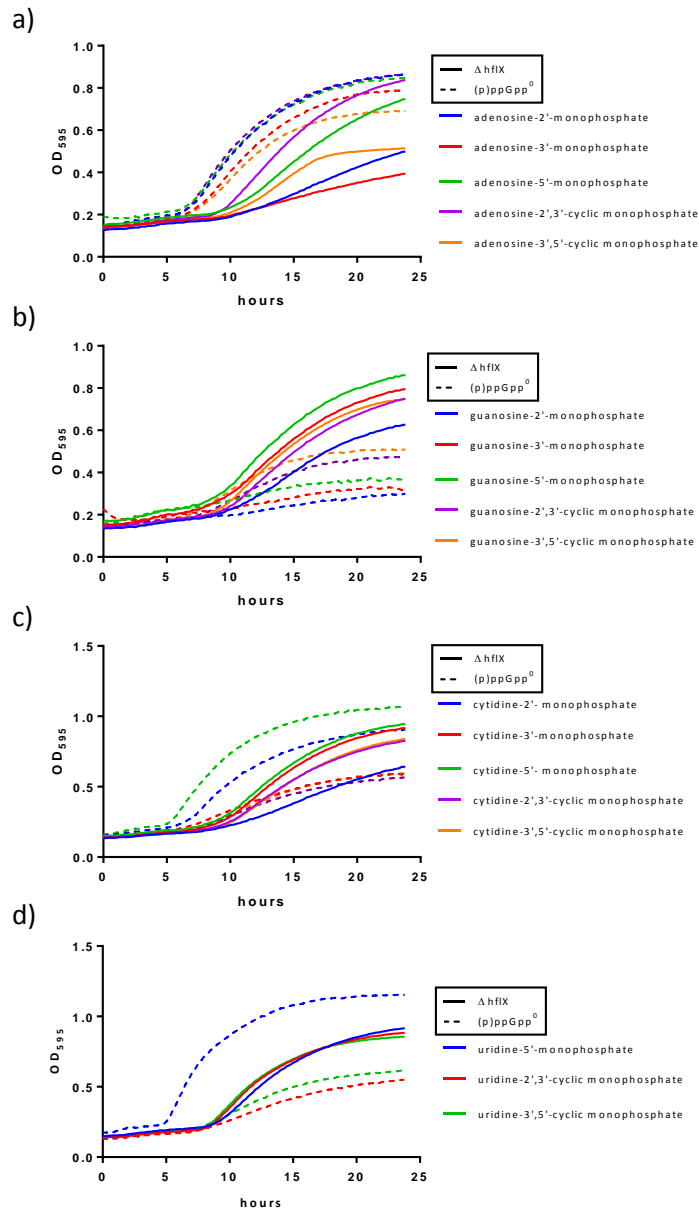 a)
1.0
0.8
0.6
0.4
0.2
0.0
OD595
0 5 10 15 20 25
hours
Δ hflX
(p)ppGpp0
adenosine-2'-monophosphate
adenosine-3'-monophosphate
adenosine-5'-monophosphate
adenosine-2',3'-cyclic monophosphate
adenosine-3',5'-cyclic monophosphate
b)
1.0
0.8
0.6
0.4
0.2
0.0
OD595
0 5 10 15 20 25
hours
Δ hflX
(p)ppGpp0
guanosine-2'-monophosphate
guanosine-3'-monophosphate
guanosine-5'-monophosphate
guanosine-2',3'-cyclic monophosphate
guanosine-3',5'-cyclic monophosphate
c)
1.5
1.0
0.5
0.0
OD595
0 5 10 15 20 25
hours
Δ hflX
(p)ppGpp0
cytidine-2'- monophosphate
cytidine-3'-monophosphate
cytidine-5'- monophosphate
cytidine-2',3'-cyclic monophosphate
cytidine-3',5'-cyclic monophosphate
d)
1.5
1.0
0.5
0.0
OD595
0 5 10 15 20 25
hours
Δ hflX
(p)ppGpp0
uridine-5'-monophosphate
uridine-2',3'-cyclic monophosphate
uridine-3',5'-cyclic monophosphate